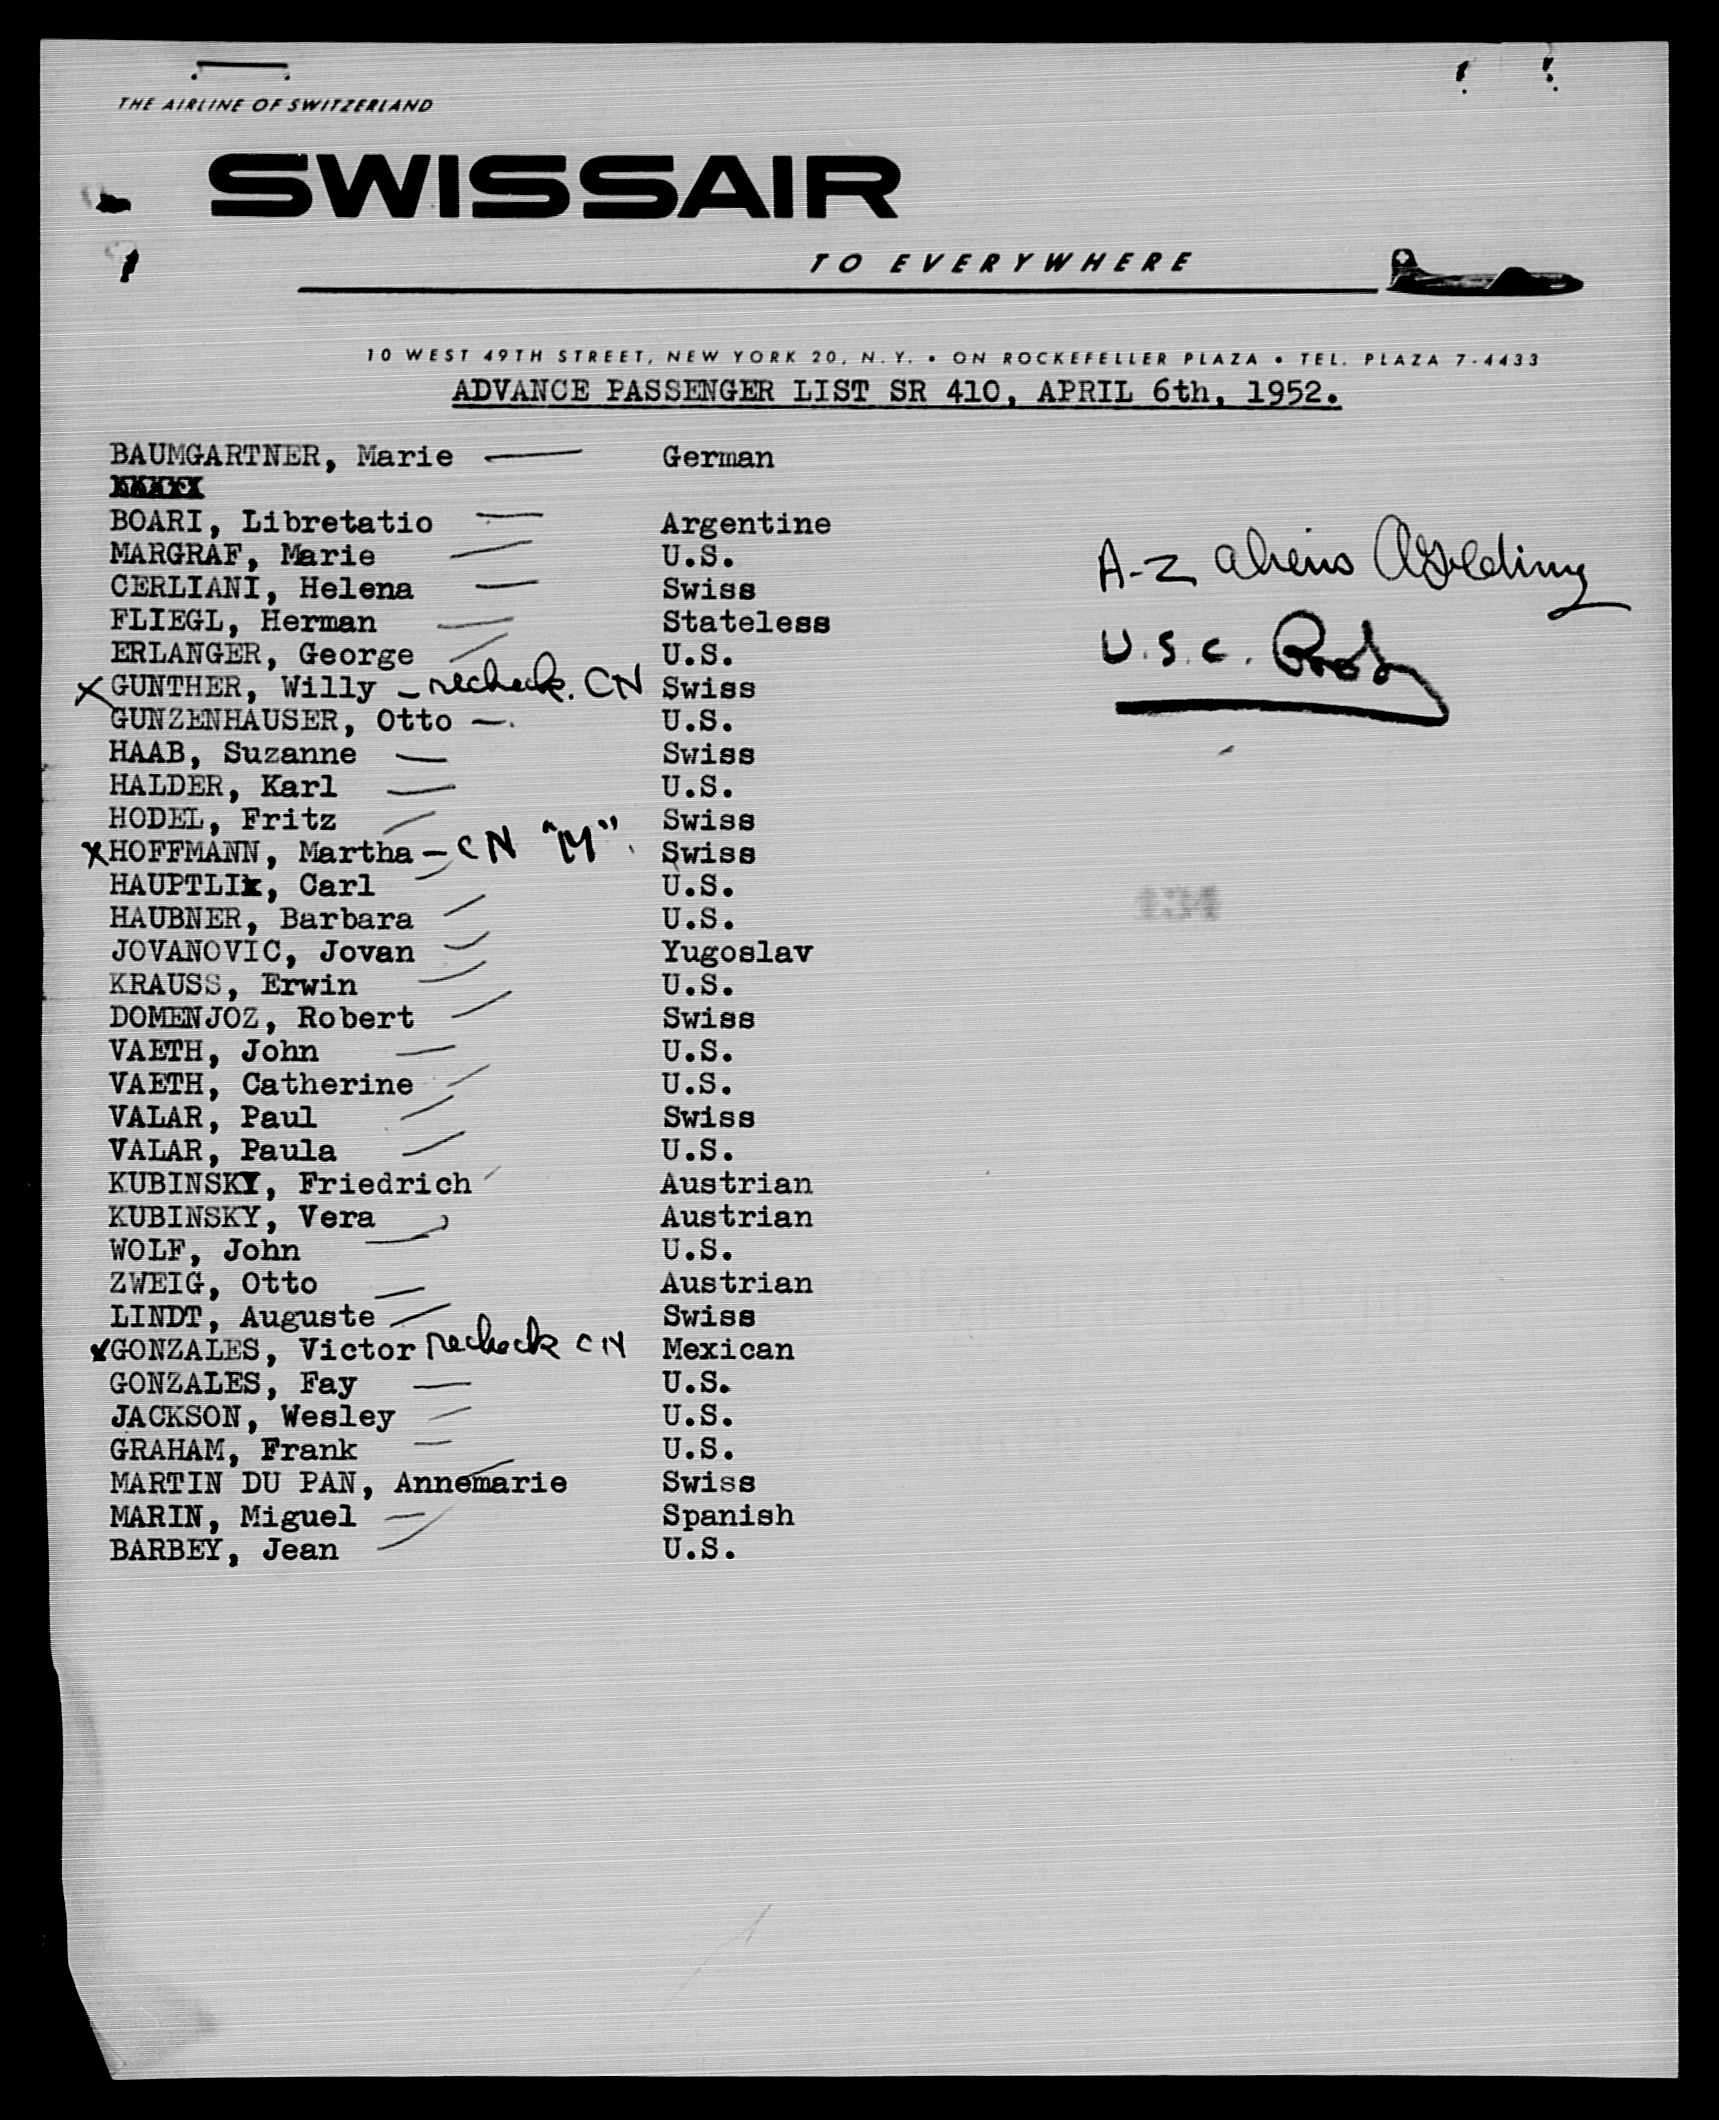 THE AIRLINE OF SWITZERLAND
SWISSAIR
TO EVERYWHERE
10 WEST 49TH STREET, NEW YORK 20, N.Y. • ON ROCKEFELLER PLAZA • TEL. PLAZA 7-4433
ADVANCE PASSENGER LIST SR 410, APRIL 6th, 1952.
BAUMGARTNER, Marie — German
BOARI, Libretatio — Argentine
MARGRAF, Marie — U.S.
A-Z aliens
CERLIANI, Helena — Swiss
FLIEGL, Herman — Stateless
ERLANGER, George — U.S.
U.S.C.
X GUNTHER, Willy - recheck. CN Swiss
GUNZENHAUSER, Otto — U.S.
HAAB, Suzanne — Swiss
HALDER, Karl — U.S.
HODEL, Fritz — Swiss
X HOFFMANN, Martha - CN "M" Swiss
HAUPTLI, Carl — U.S.
134
HAUBNER, Barbara — U.S.
JOVANOVIC, Jovan — Yugoslav
KRAUSS, Erwin — U.S.
DOMENJOZ, Robert — Swiss
VAETH, John — U.S.
VAETH, Catherine — U.S.
VALAR, Paul — Swiss
VALAR, Paula — U.S.
KUBINSKY, Friedrich Austrian
KUBINSKY, Vera — Austrian
WOLF, John — U.S.
ZWEIG, Otto — Austrian
LINDT, Auguste — Swiss
X GONZALES, Victor recheck CN Mexican
GONZALES, Fay — U.S.
JACKSON, Wesley — U.S.
GRAHAM, Frank — U.S.
MARTIN DU PAN, Annemarie Swiss
MARIN, Miguel — Spanish
BARBEY, Jean — U.S.